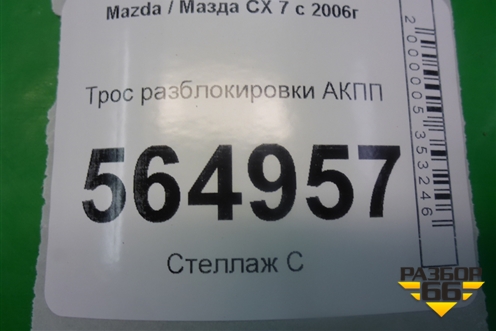 Mazda / Мазда CX 7 с 2006г
Трос разблокировки АКПП
564957
Стеллаж С
2000005353246
РАЗБОР
66